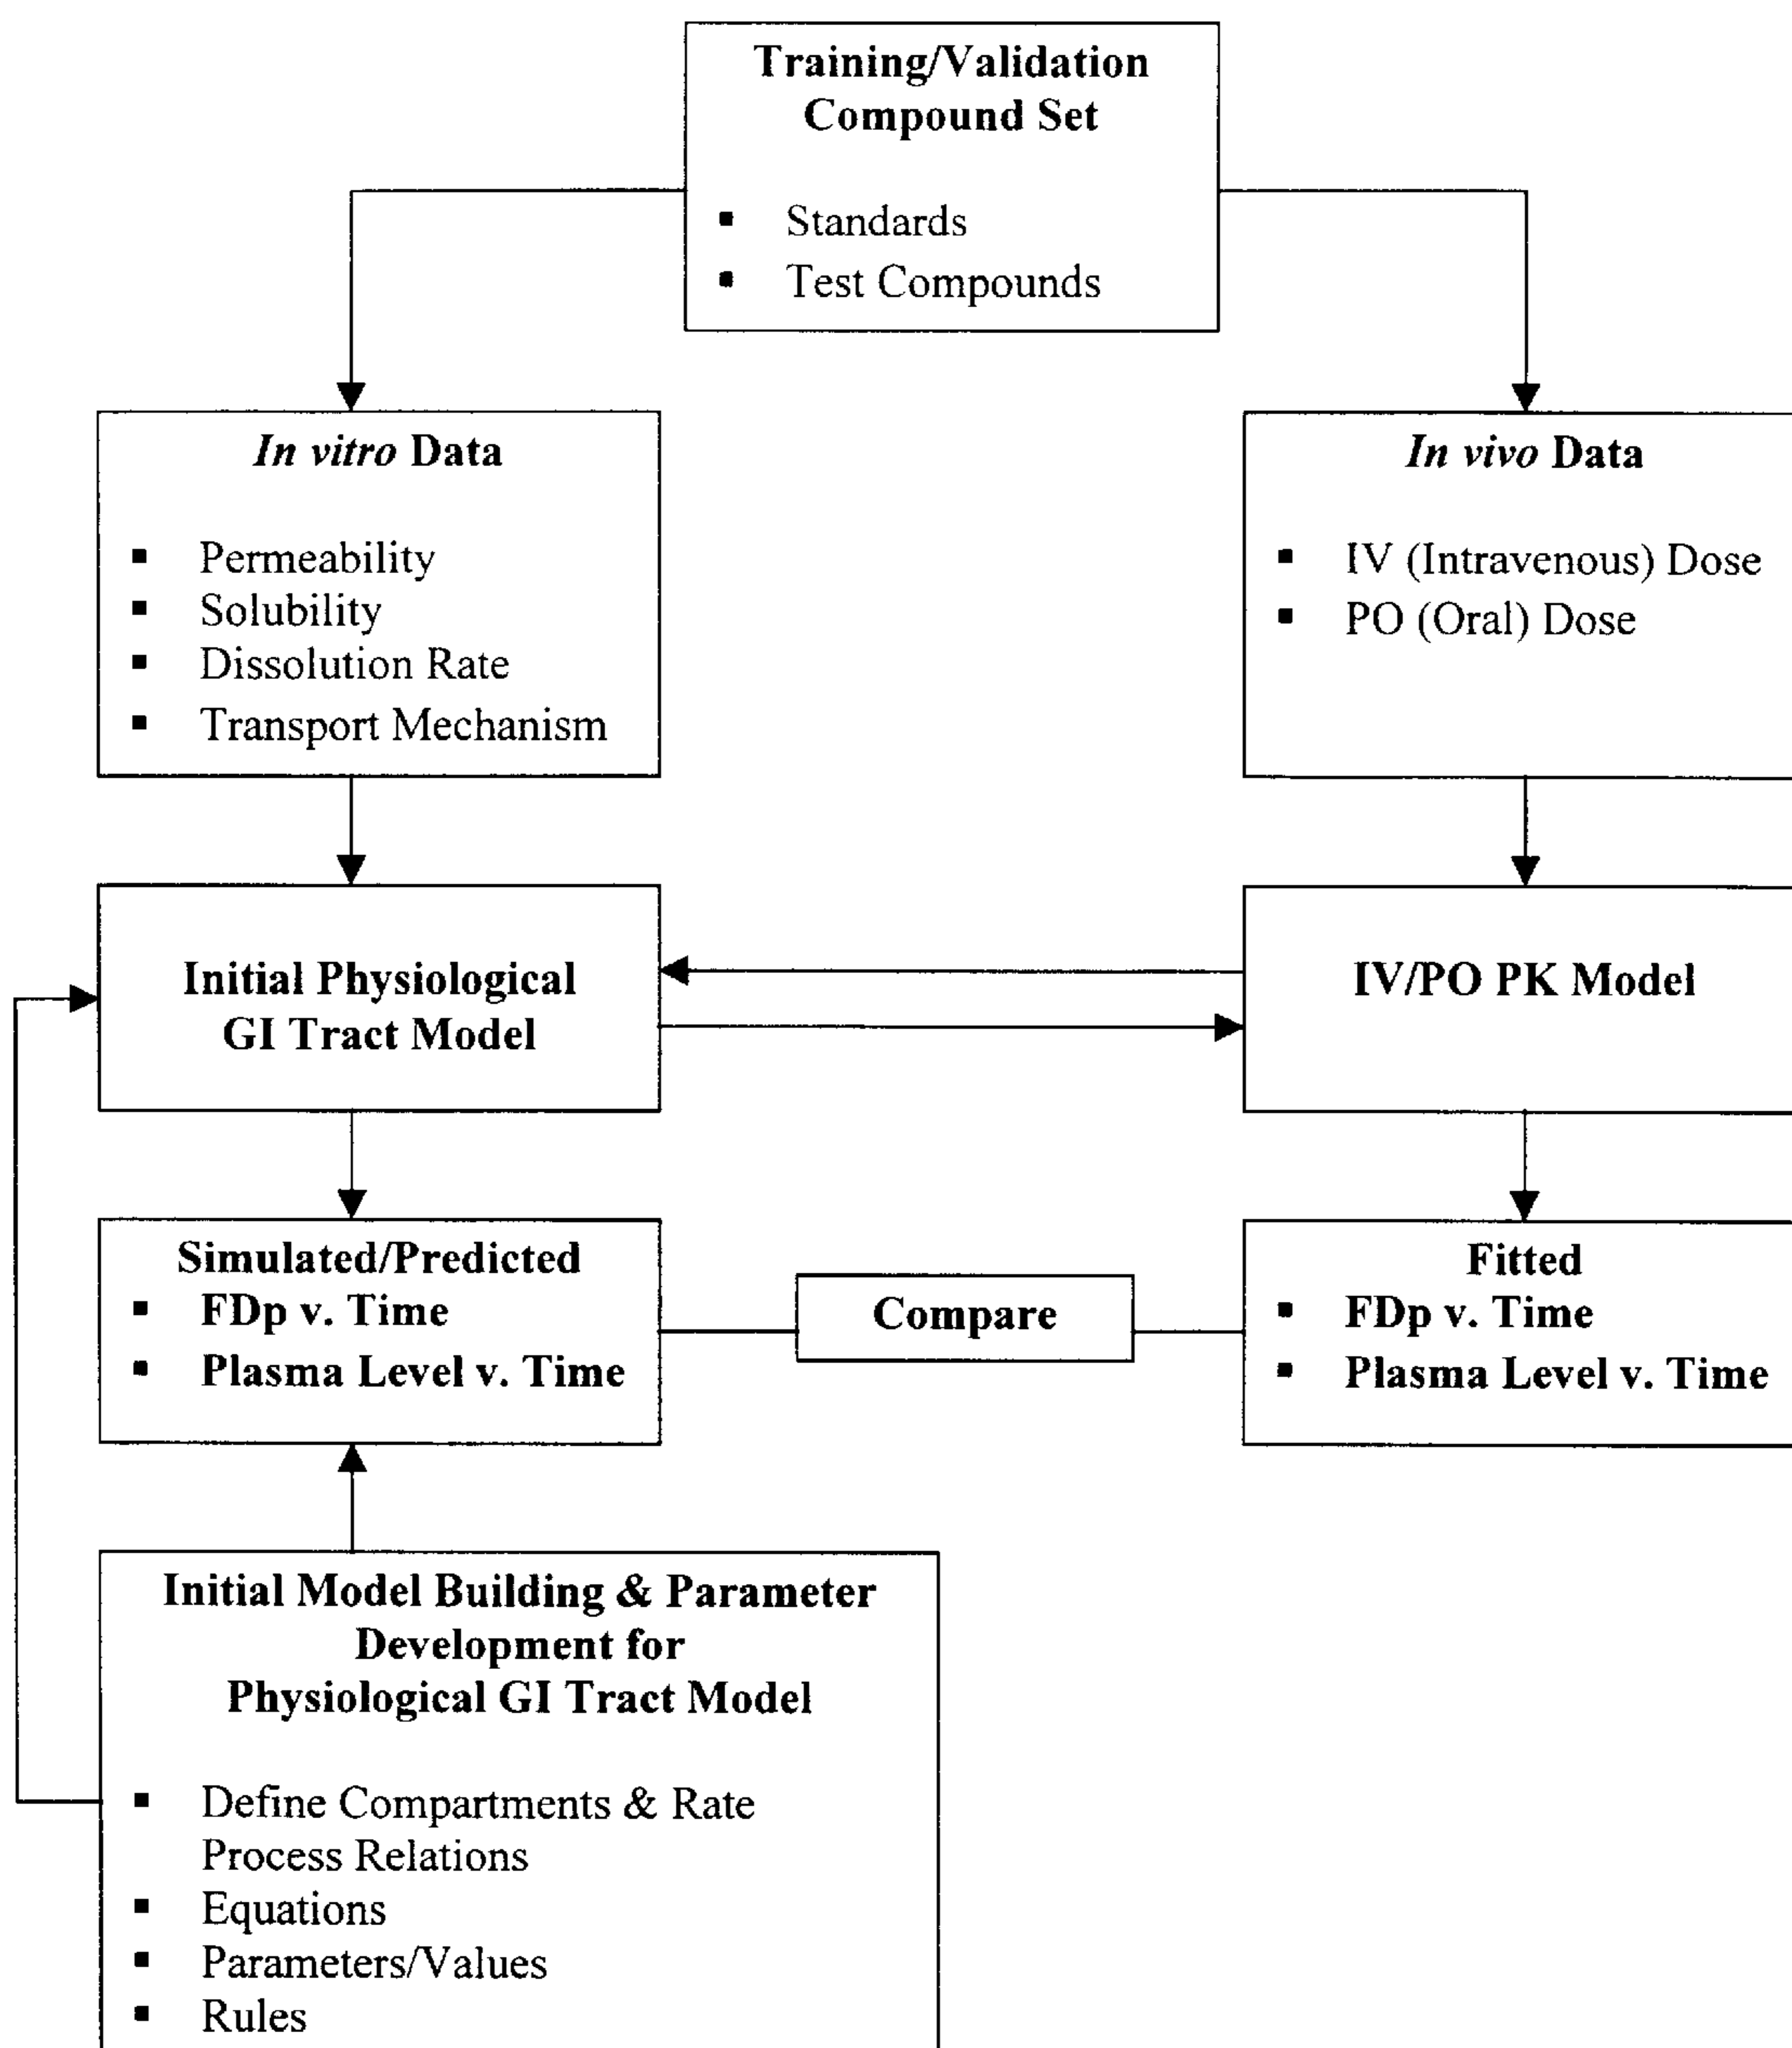 Training/Validation
Compound Set
▪ Standards
▪ Test Compounds
In vitro Data
▪ Permeability
▪ Solubility
▪ Dissolution Rate
▪ Transport Mechanism
In vivo Data
▪ IV (Intravenous) Dose
▪ PO (Oral) Dose
Initial Physiological
GI Tract Model
IV/PO PK Model
Simulated/Predicted
▪ FDp v. Time
▪ Plasma Level v. Time
Compare
Fitted
▪ FDp v. Time
▪ Plasma Level v. Time
Initial Model Building & Parameter
Development for
Physiological GI Tract Model
▪ Define Compartments & Rate
Process Relations
▪ Equations
▪ Parameters/Values
▪ Rules